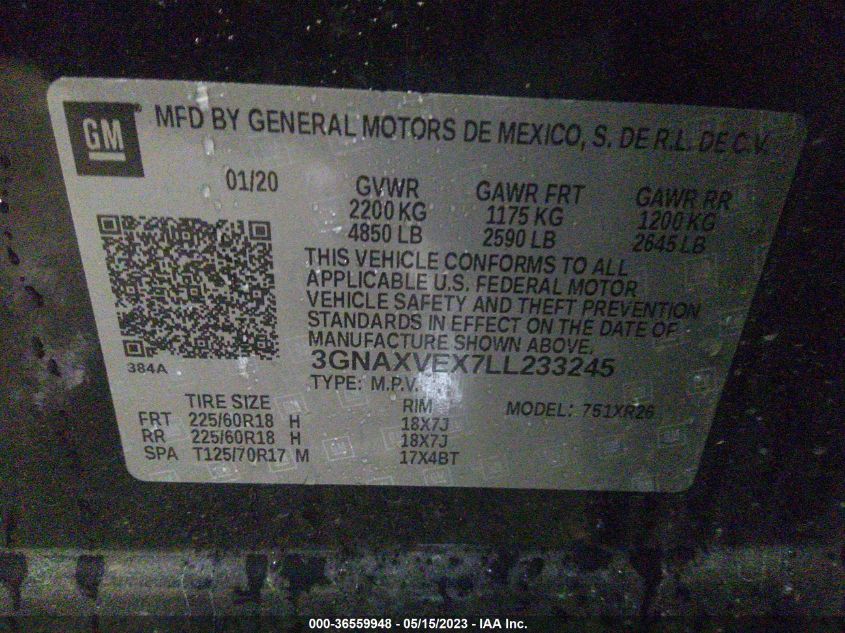 GM
MFD BY GENERAL MOTORS DE MEXICO, S. DE R.L. DE C.V.
01/20
GVWR GAWR FRT GAWR RR
2200 KG 1175 KG 1200 KG
4850 LB 2590 LB 2645 LB
THIS VEHICLE CONFORMS TO ALL
APPLICABLE U.S. FEDERAL MOTOR
VEHICLE SAFETY AND THEFT PREVENTION
STANDARDS IN EFFECT ON THE DATE OF
MANUFACTURE SHOWN ABOVE.
384A
3GNAXVEX7LL233245
TYPE: M.P.V.
TIRE SIZE RIM MODEL: 751XR26
FRT 225/60R18 H 18X7J
RR 225/60R18 H 18X7J
SPA T125/70R17 M 17X4BT
000-36559948 - 05/15/2023 - IAA Inc.